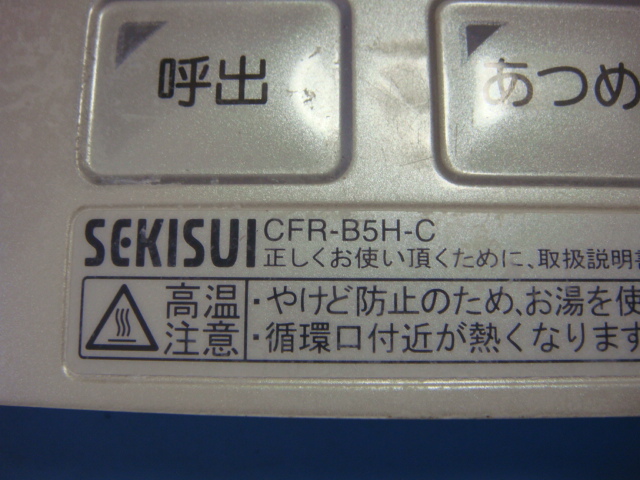 呼出
あつめ
SEKISUI CFR-B5H-C
正しくお使い頂くために、取扱説明書
高温注意
・やけど防止のため、お湯を使
・循環口付近が熱くなります